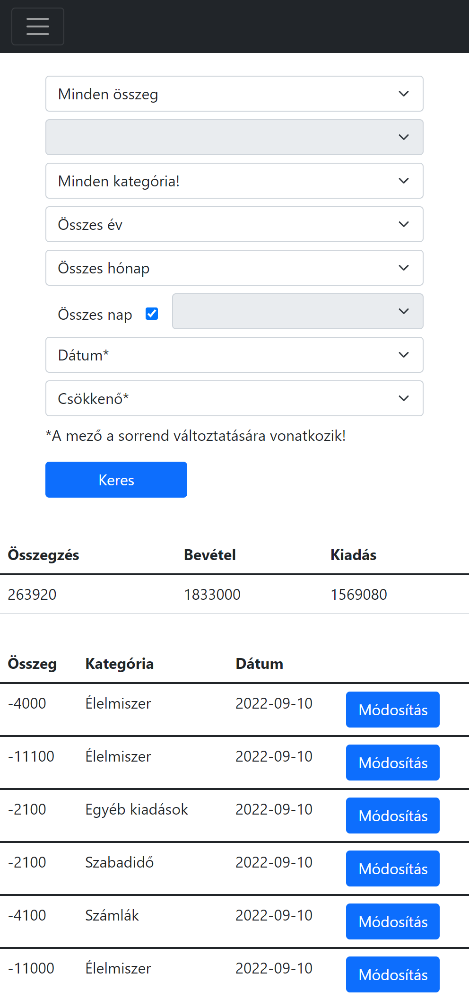 Minden összeg
Minden kategória!
Összes év
Összes hónap
Összes nap
Dátum*
Csökkenő*
*A mező a sorrend változtatására vonatkozik!
Keres
Összegzés Bevétel Kiadás
263920 1833000 1569080
Összeg Kategória Dátum
-4000 Élelmiszer 2022-09-10 Módosítás
-11100 Élelmiszer 2022-09-10 Módosítás
-2100 Egyéb kiadások 2022-09-10 Módosítás
-2100 Szabadidő 2022-09-10 Módosítás
-4100 Számlák 2022-09-10 Módosítás
-11000 Élelmiszer 2022-09-10 Módosítás